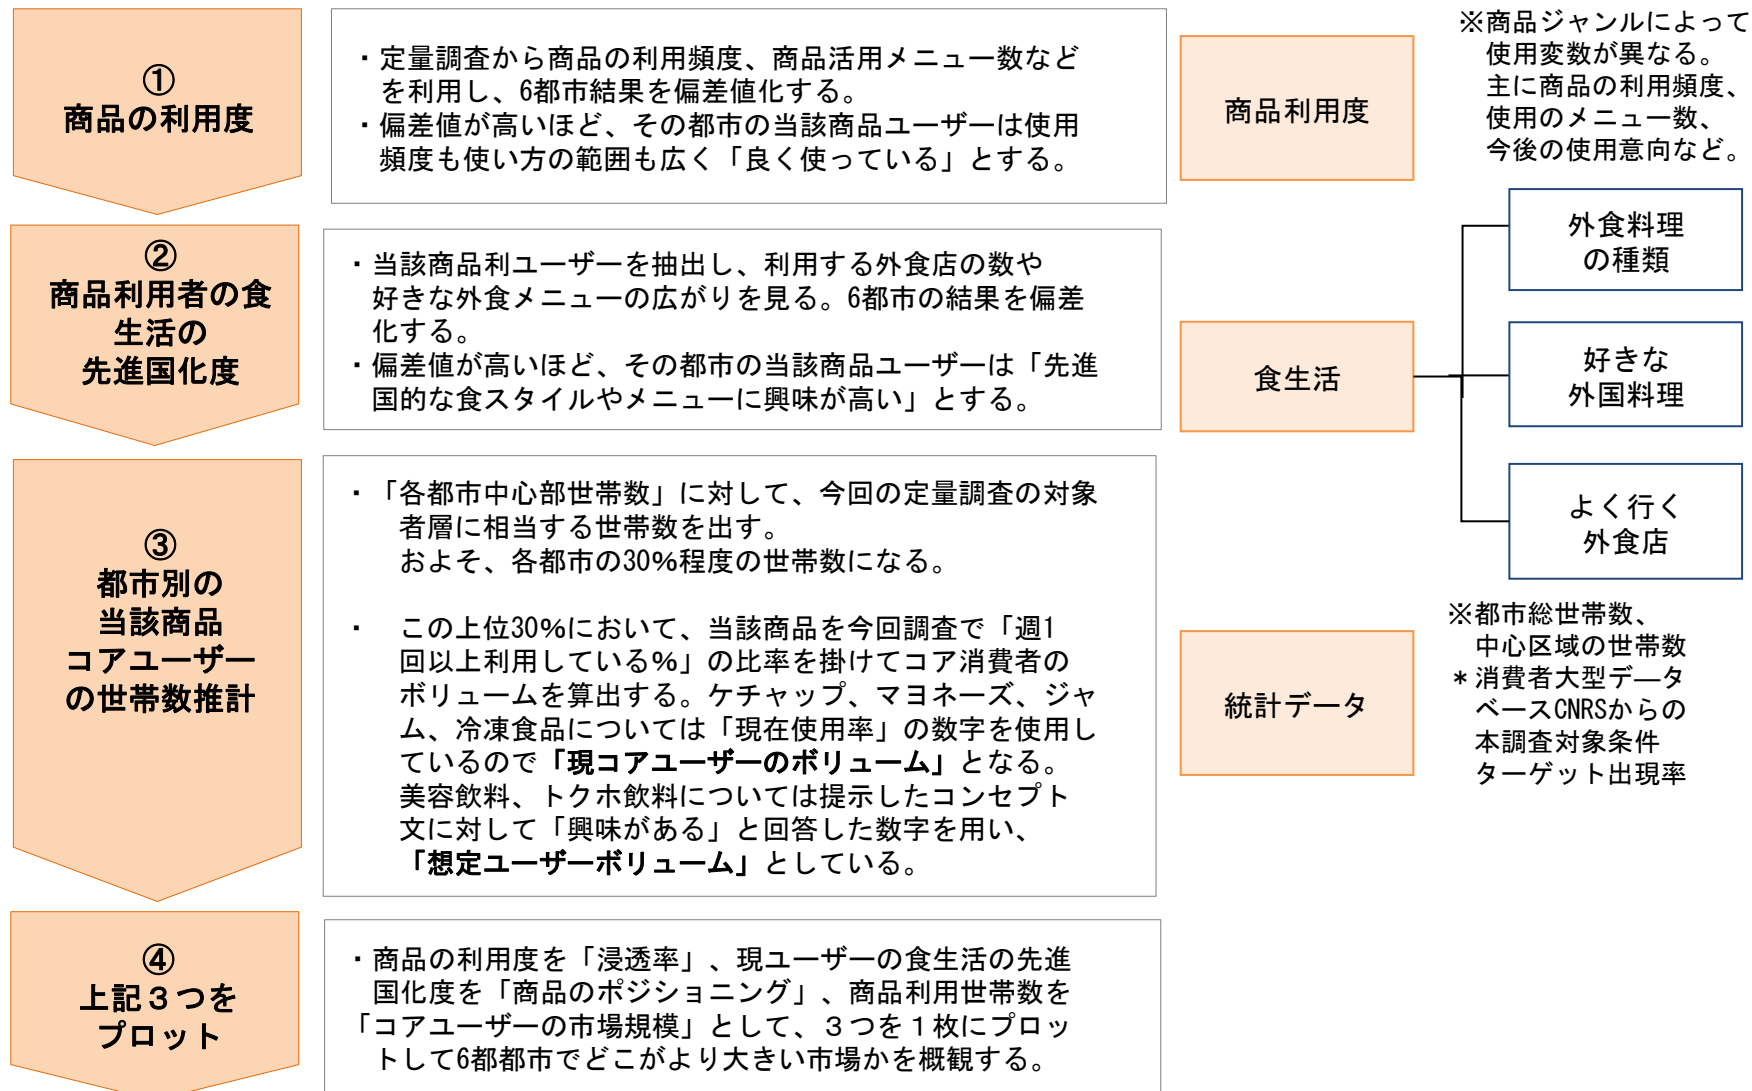 ①
商品の利用度
・定量調査から商品の利用頻度、商品活用メニュー数など
を利用し、6都市結果を偏差値化する。
・偏差値が高いほど、その都市の当該商品ユーザーは使用
頻度も使い方の範囲も広く「良く使っている」とする。
商品利用度
※商品ジャンルによって
使用変数が異なる。
主に商品の利用頻度、
使用のメニュー数、
今後の使用意向など。
②
商品利用者の食
生活の
先進国化度
・当該商品利ユーザーを抽出し、利用する外食店の数や
好きな外食メニューの広がりを見る。6都市の結果を偏差
化する。
・偏差値が高いほど、その都市の当該商品ユーザーは「先進
国的な食スタイルやメニューに興味が高い」とする。
食生活
外食料理
の種類
好きな
外国料理
よく行く
外食店
③
都市別の
当該商品
コアユーザー
の世帯数推計
・「各都市中心部世帯数」に対して、今回の定量調査の対象
者層に相当する世帯数を出す。
およそ、各都市の30%程度の世帯数になる。
・ この上位30%において、当該商品を今回調査で「週1
回以上利用している%」の比率を掛けてコア消費者の
ボリュームを算出する。ケチャップ、マヨネーズ、ジャ
ム、冷凍食品については「現在使用率」の数字を使用し
ているので「現コアユーザーのボリューム」となる。
美容飲料、トクホ飲料については提示したコンセプト
文に対して「興味がある」と回答した数字を用い、
「想定ユーザーボリューム」としている。
統計データ
※都市総世帯数、
中心区域の世帯数
*消費者大型デ―タ
ベースCNRSからの
本調査対象条件
ターゲット出現率
④
上記３つを
プロット
・商品の利用度を「浸透率」、現ユーザーの食生活の先進
国化度を「商品のポジショニング」、商品利用世帯数を
「コアユーザーの市場規模」として、３つを１枚にプロッ
トして6都都市でどこがより大きい市場かを概観する。